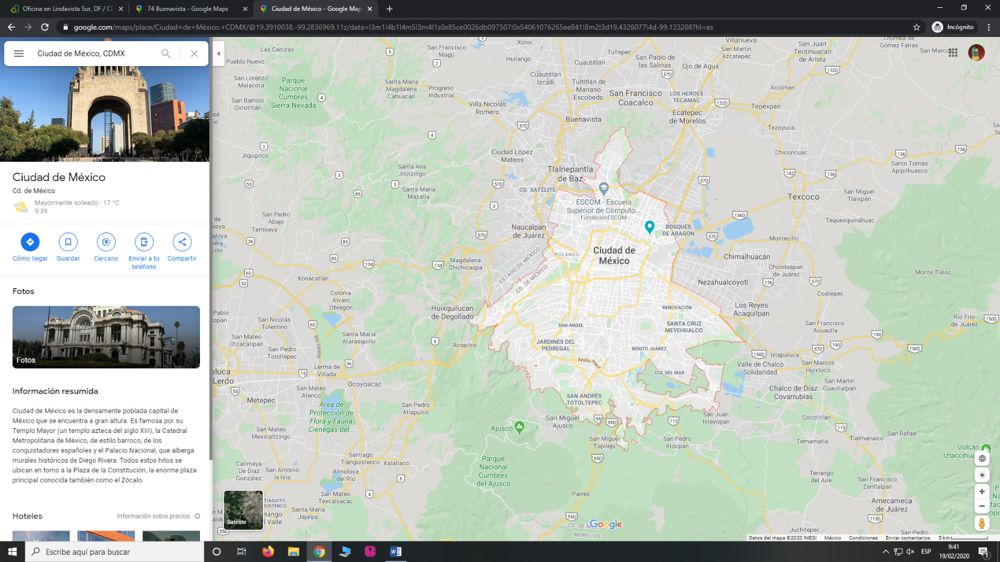 Oficina en Lindavista Sur, DF / CD
74 Buenavista - Google Maps
Ciudad de México - Google Map
google.com/maps/place/Ciudad+de+México,+CDMX/@19.3910038,-99.2836969,11z/data=!3m1!4b1!4m5!3m4!1s0x85ce0026db097507:0x54061076265ee841!8m2!3d19.4326077!4d-99.133208?hl=es
Incógnito
Ciudad de México, CDMX
Ciudad de México
Cd. de México
Mayormente soleado · 17 °C
9:39
Cómo llegar
Guardar
Cercano
Enviar a tu
teléfono
Compartir
Fotos
Fotos
Información resumida
Ciudad de México es la densamente poblada capital de
México que se encuentra a gran altura. Es famosa por su
Templo Mayor (un templo azteca del siglo XIII), la Catedral
Metropolitana de México, de estilo barroco, de los
conquistadores españoles y el Palacio Nacional, que alberga
murales históricos de Diego Rivera. Todos estos hitos se
ubican en torno a la Plaza de la Constitución, la enorme plaza
principal conocida también como el Zócalo.
Hoteles
Información sobre precios
Las Cenizas
Pueblo Nuevo
San Lorenzo
Malacota
San Bartolo
Oxtotitlán
Parque
Nacional
Cumbres
Sierra Nevada
San Francisco
Magú
Santa María
Magdalena
Cahuacán
Progreso
Industrial
Xoloc
Huilango
Cuautitlán
Cuautitlán
Izcalli
Tultitlán de
Mariano
Escobedo
Tultepec
San Pablo de
las Salinas
Villanueva
San Martin
Azcatepec
Ojo de Agua
San Juan
Teotihuacan
de Arista
Otumba de
Gómez Farías
San Marc
Villa Nicolás
Romero
San Francisco
Coacalco
LOS HEROES
TECAMAC
Ecatepec
de Morelos
Acolman
Tepexpan
Tezoyuca
Buenavista
Jiquipilco
Ciudad López
Mateos
Tlalnepantla
de Baz
Chiconcuac
Santo Tomás
Apipilhuasco
Santa Ana
Jilotzingo
Santa María
Mazatla
CD. SATÉLITE
ESCOM - Escuela
Superior de Cómputo...
FundaciónESCOM
Texcoco
San Miguel
Tlaixpán
Tequexquináhuac
San Pedro
Abajo
Temoaya
Naucalpan
de Juárez
BOSQUES
DE ARAGON
Montecillo
POLANCO
Ciudad de
México
Chimalhuacán
Magdalena
Chichicaspa
ESTADO DE MÉXICO
CD. DE MÉXICO
Chicoloapan
de Juárez
Monte Tláloc
Xonacatlán
Nezahualcóyotl
Coatepec
Colonia
Álvaro
Obregón
Huixquilucan
de Degollado
RENOVACIÓN
Los Reyes
Acaquilpan
Río Frío
de Juárez
San Nicolás
Tolentino
SAN ÁNGEL
SANTA CRUZ
MEYEHUALCO
San Francisco
Acuautla
San Mateo
Otzacatipan
Santa María
Atarasquillo
Acopilco
JARDINES DEL
PEDREGAL
BENITO JUÁREZ
San Pedro
Totoltepec
Río Lerma
Anillo Perif
Ixtapaluca
Valle de Chalco
Solidaridad
San Marcos
Huixtoco
Lerma de
Villada
COL DEL MAR
Ocoyoacac
San Martín
Cuautlalpan
Chalco de Díaz
Covarrubias
San Mateo
Atenco
Metepec
Área de
Protección de
Flora y Fauna
Ciénegas del...
San Pedro
Atlapulco
SAN ANDRÉS
TOTOLTEPEC
San Miguel
Ajusco
San Juan
Ixtayopan
Cocotitlán
San Mateo
Mexicaltzingo
Ajusco
San Miguel
Topilejo
San Pedro
Atocpan
Temamatla
Tlalmanalco
San Rafael
Volcán
Iztaccíhua
Santiago
Tianguistenco
Xalatlaco
Parque
Nacional
Cumbres
del Ajusco
Calimaya
De Díaz
González
San Antonio
la Isla
Almoloya
del Río
Tenango
del Aire
San Francisco
Zentlalpan
San Mateo
Texcalyacac
Parres
Amecameca
de Juárez
Santa María
Jajalpa
Satélite
Google
MORELOS
Juchitepec
San Pedro
Datos del mapa ©2020 INEGI
México
Condiciones
Enviar comentarios
5 km
Escribe aquí para buscar
ESP
9:41
19/02/2020